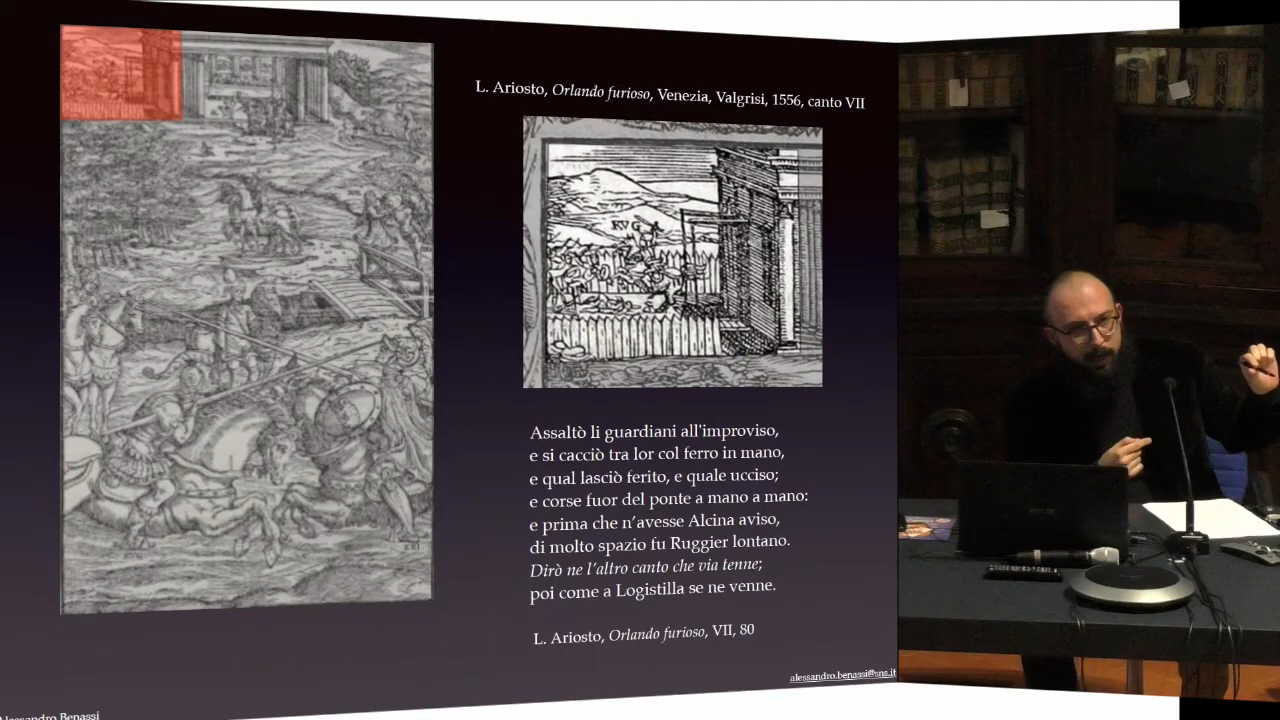 L. Ariosto, Orlando furioso, Venezia, Valgrisi, 1556, canto VII
RVG
Assaltò li guardiani all'improviso,
e si cacciò tra lor col ferro in mano,
e qual lasciò ferito, e quale ucciso;
e corse fuor del ponte a mano a mano:
e prima che n'avesse Alcina aviso,
di molto spazio fu Ruggier lontano.
Dirò ne l'altro canto che via tenne;
poi come a Logistilla se ne venne.
L. Ariosto, Orlando furioso, VII, 80
alessandro.benassi@sns.it
Alessandro Benassi